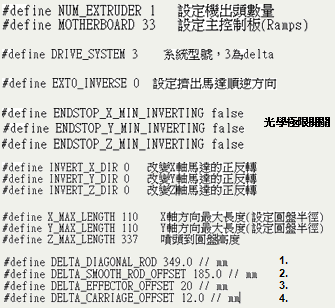 #define NUM_EXTRUDER 1 設定機出頭數量
#define MOTHERBOARD 33 設定主控制板(Ramps)
#define DRIVE_SYSTEM 3 系統型號，3為delta
#define EXT0_INVERSE 0 設定擠出馬達順逆方向
#define ENDSTOP_X_MIN_INVERTING false
#define ENDSTOP_Y_MIN_INVERTING false 光學極限開關
#define ENDSTOP_Z_MIN_INVERTING false
#define INVERT_X_DIR 0 改變X軸馬達的正反轉
#define INVERT_Y_DIR 0 改變Y軸馬達的正反轉
#define INVERT_Z_DIR 0 改變Z軸馬達的正反轉
#define X_MAX_LENGTH 110 X軸方向最大長度(設定圓盤半徑)
#define Y_MAX_LENGTH 110 Y軸方向最大長度(設定圓盤半徑)
#define Z_MAX_LENGTH 337 噴頭到圓盤高度
#define DELTA_DIAGONAL_ROD 349.0 // mm 1.
#define DELTA_SMOOTH_ROD_OFFSET 185.0 // mm 2.
#define DELTA_EFFECTOR_OFFSET 20 // mm 3.
#define DELTA_CARRIAGE_OFFSET 12.0 // mm 4.